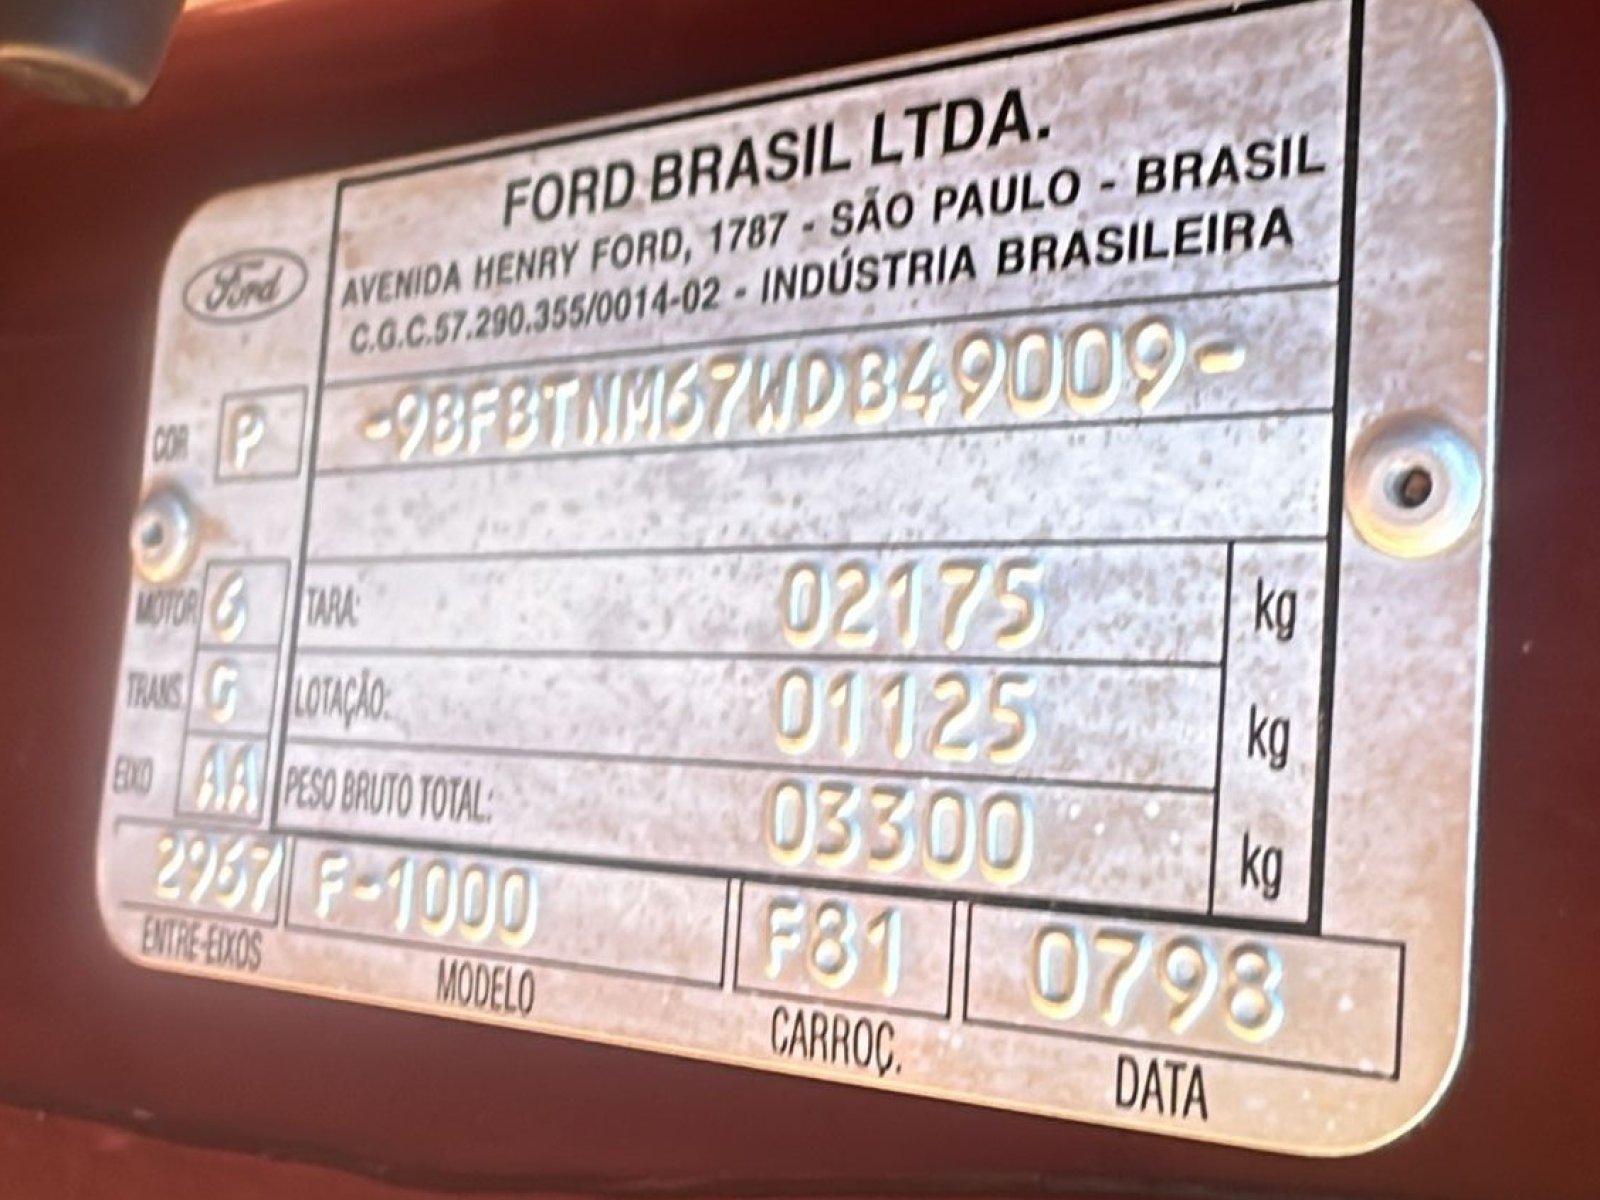 FORD BRASIL LTDA.
AVENIDA HENRY FORD, 1787 - SÃO PAULO - BRASIL
C.G.C.57.290.355/0014-02 - INDÚSTRIA BRASILEIRA
Ford
COR P
-9BFBTNM67WDB49009-
MOTOR 6
TRANS. G
EIXO AA
TARA: 02175 kg
LOTAÇÃO: 01125 kg
PESO BRUTO TOTAL: 03300 kg
2967 F-1000 F81 0798
ENTRE-EIXOS MODELO CARROÇ. DATA